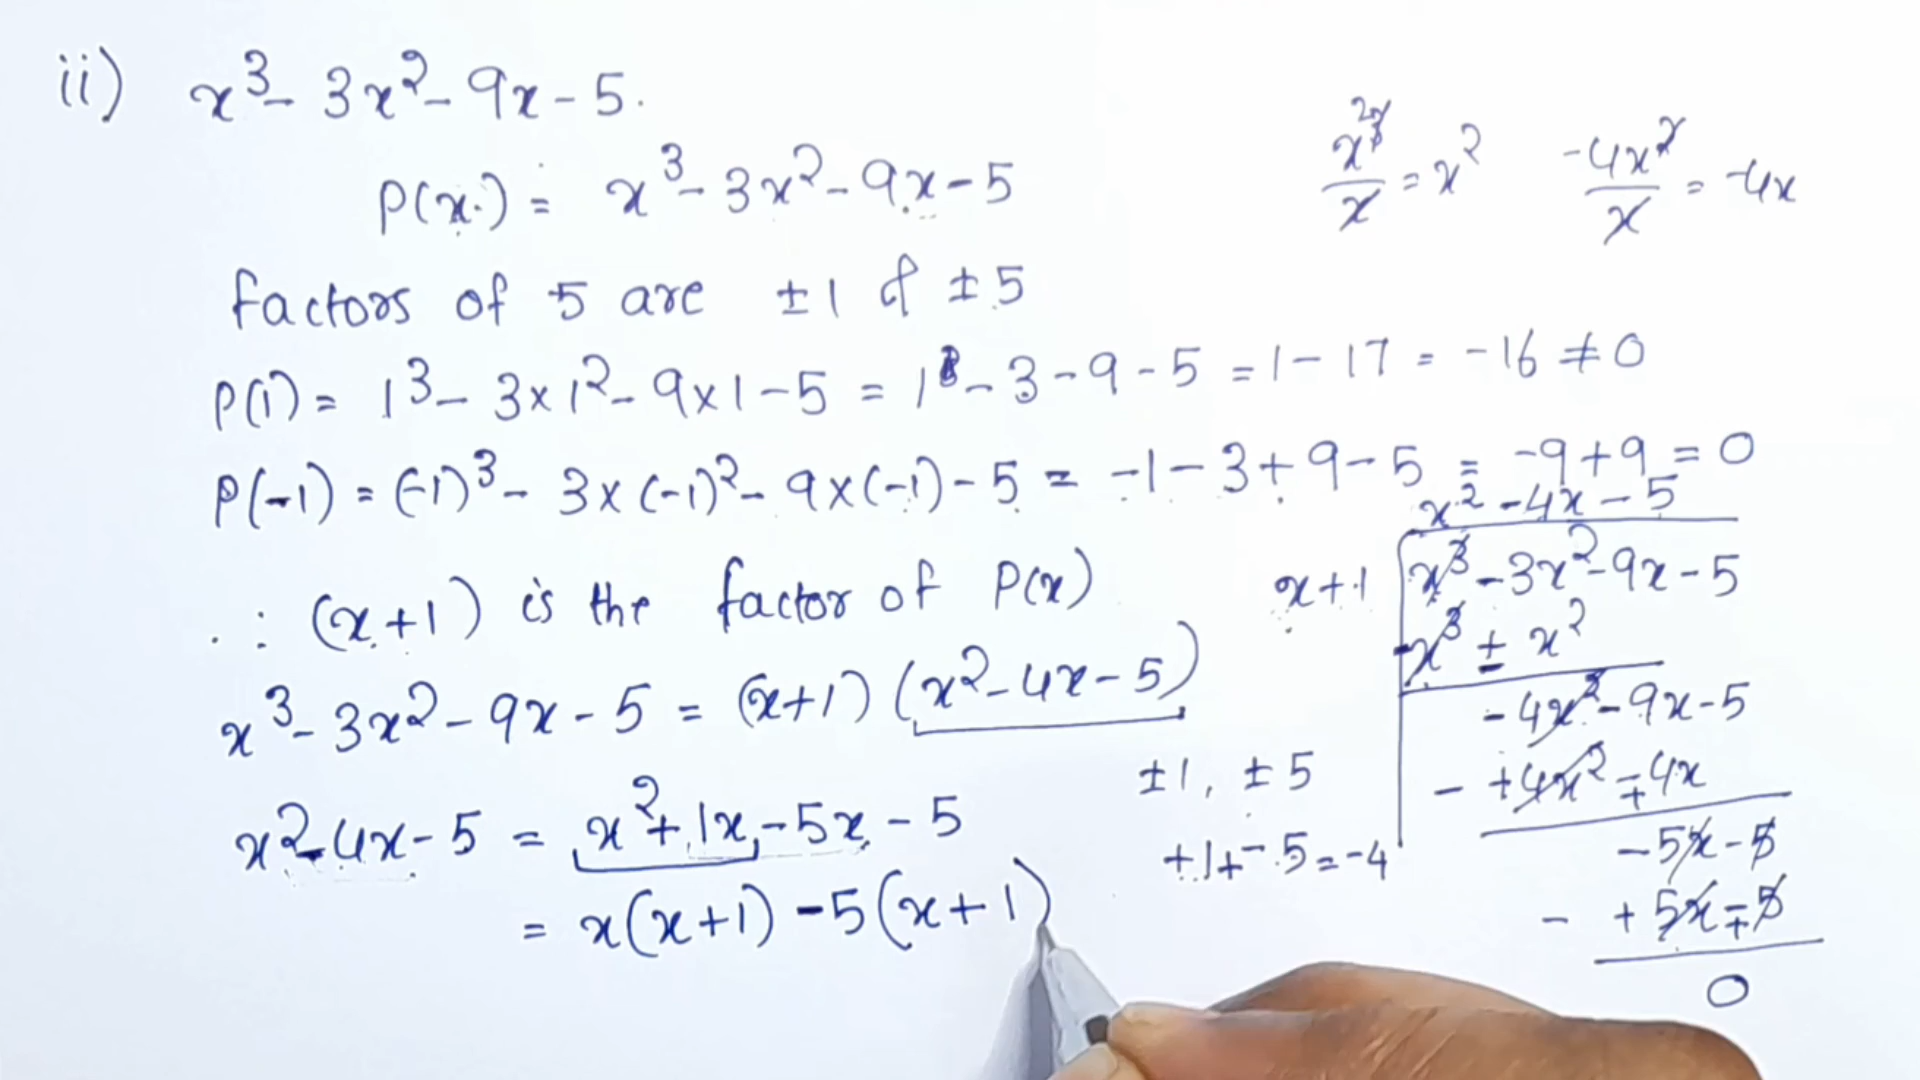 ii) x³ - 3x² - 9x - 5.
P(x) = x³ - 3x² - 9x - 5
x³/x = x² -4x²/x = -4x
factors of 5 are ±1 & ±5
P(1) = 1³ - 3×1² - 9×1 - 5 = 1 - 3 - 9 - 5 = 1 - 17 = -16 ≠ 0
P(-1) = (-1)³ - 3×(-1)² - 9×(-1) - 5 = -1 - 3 + 9 - 5 = -9 + 9 = 0
∴ (x+1) is the factor of P(x)
x³ - 3x² - 9x - 5 = (x+1) (x² - 4x - 5)
x² - 4x - 5 = x² + 1x - 5x - 5
= x(x+1) - 5(x+1)
±1, ±5
+1 + -5 = -4
x² - 4x - 5
x+1 x³ - 3x² - 9x - 5
-x³ ± x²
-4x² - 9x - 5
- +4x² ∓ 4x
-5x - 5
- +5x ∓ 5
0